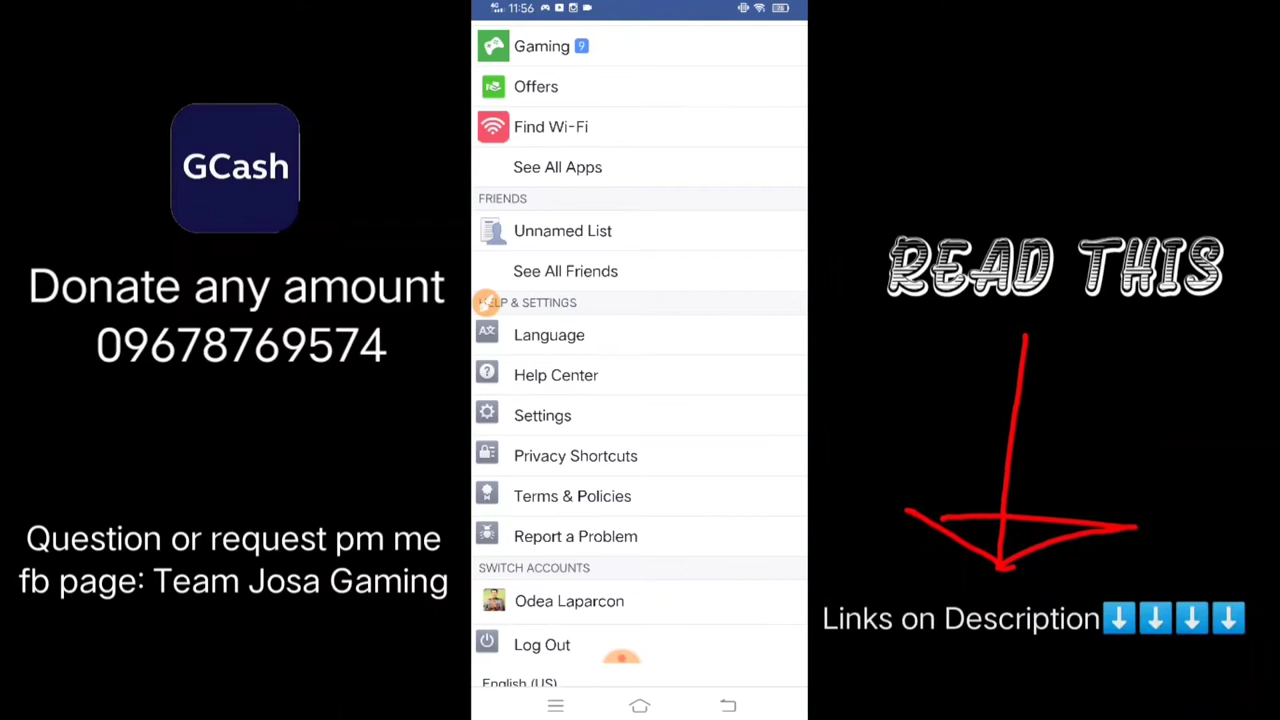 GCash
Donate any amount
09678769574
Question or request pm me
fb page: Team Josa Gaming
4G 11:56
Gaming 9
Offers
Find Wi-Fi
See All Apps
FRIENDS
Unnamed List
See All Friends
HELP & SETTINGS
Language
Help Center
Settings
Privacy Shortcuts
Terms & Policies
Report a Problem
SWITCH ACCOUNTS
Odea Laparcon
Log Out
English (US)
READ THIS
Links on Description⬇️⬇️⬇️⬇️